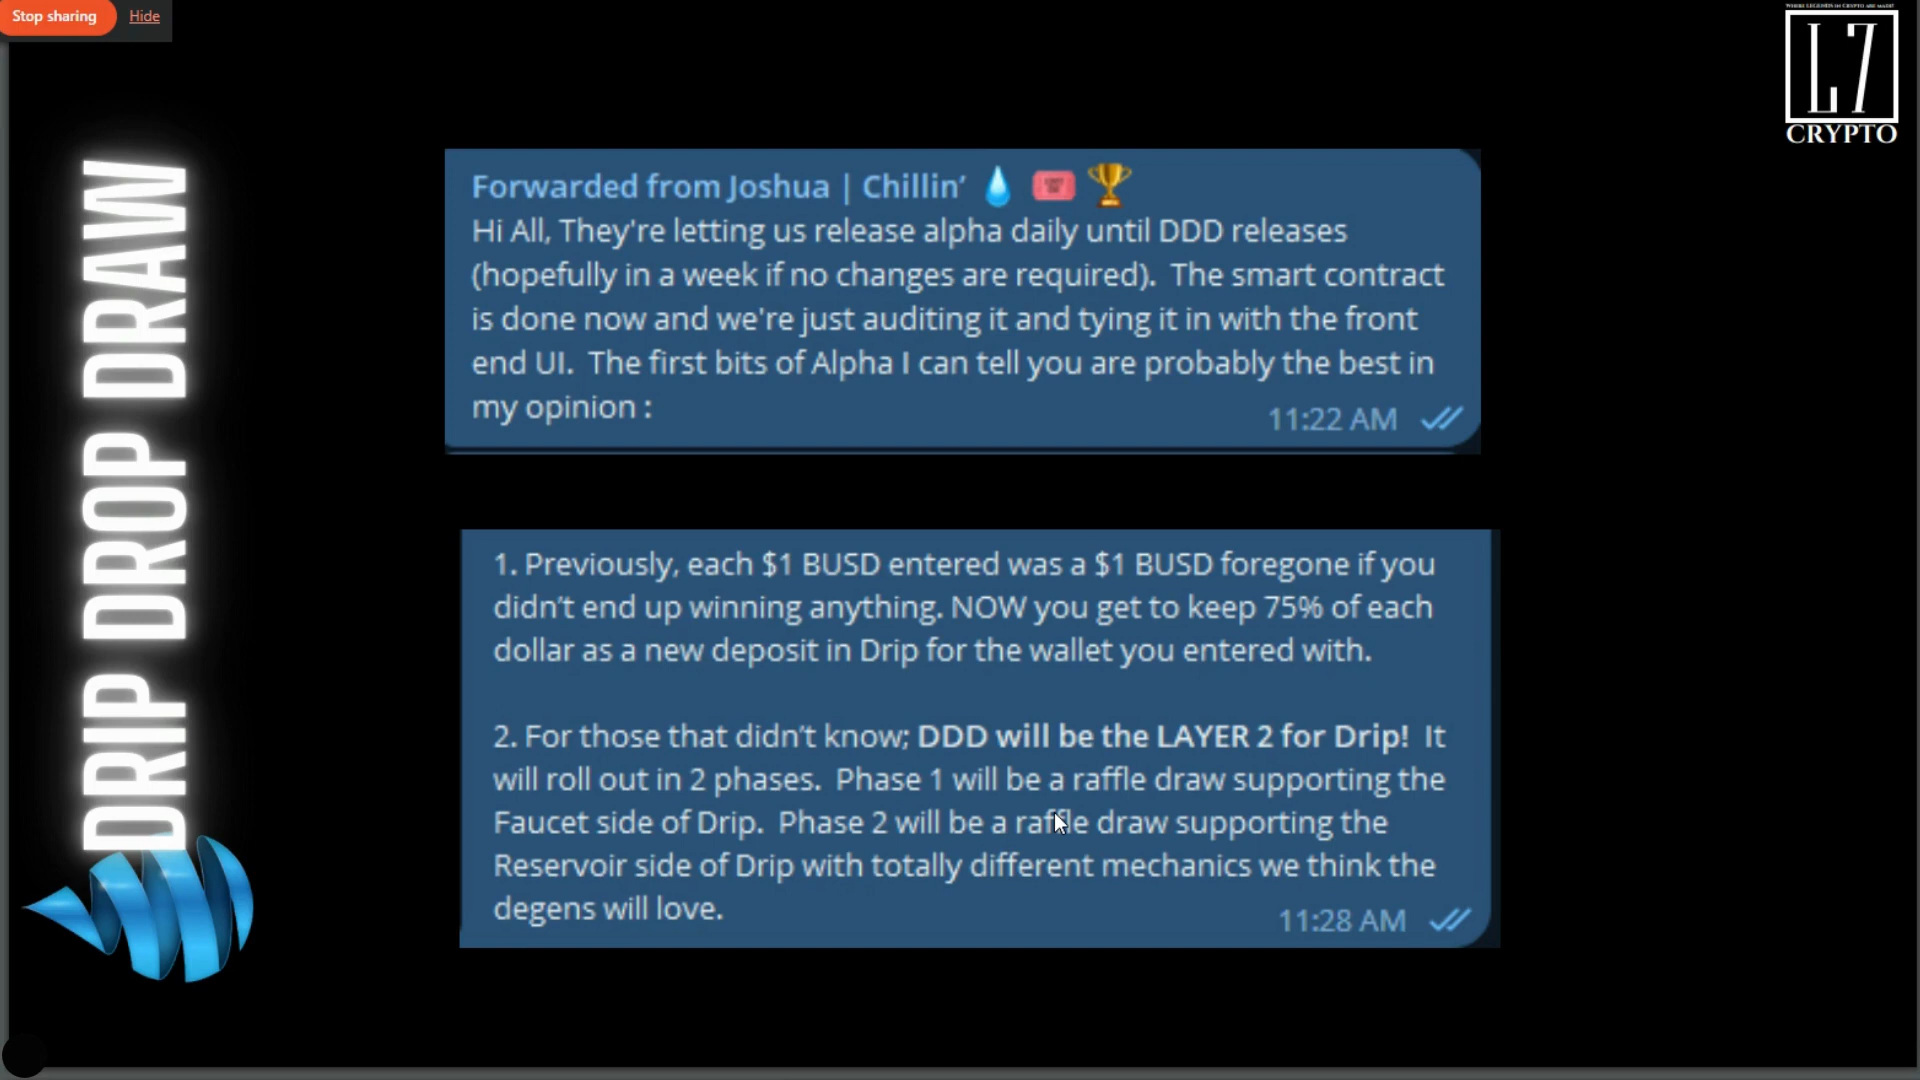 Stop sharing Hide
WHERE LEGENDS IN CRYPTO ARE MADE!
L7
CRYPTO
DRIP DROP DRAW
Forwarded from Joshua | Chillin’ 💧 🎟 🏆
Hi All, They're letting us release alpha daily until DDD releases
(hopefully in a week if no changes are required).  The smart contract
is done now and we're just auditing it and tying it in with the front
end UI.  The first bits of Alpha I can tell you are probably the best in
my opinion :
11:22 AM
1. Previously, each $1 BUSD entered was a $1 BUSD foregone if you
didn’t end up winning anything. NOW you get to keep 75% of each
dollar as a new deposit in Drip for the wallet you entered with.
2. For those that didn’t know; DDD will be the LAYER 2 for Drip!  It
will roll out in 2 phases.  Phase 1 will be a raffle draw supporting the
Faucet side of Drip.  Phase 2 will be a raffle draw supporting the
Reservoir side of Drip with totally different mechanics we think the
degens will love.
11:28 AM